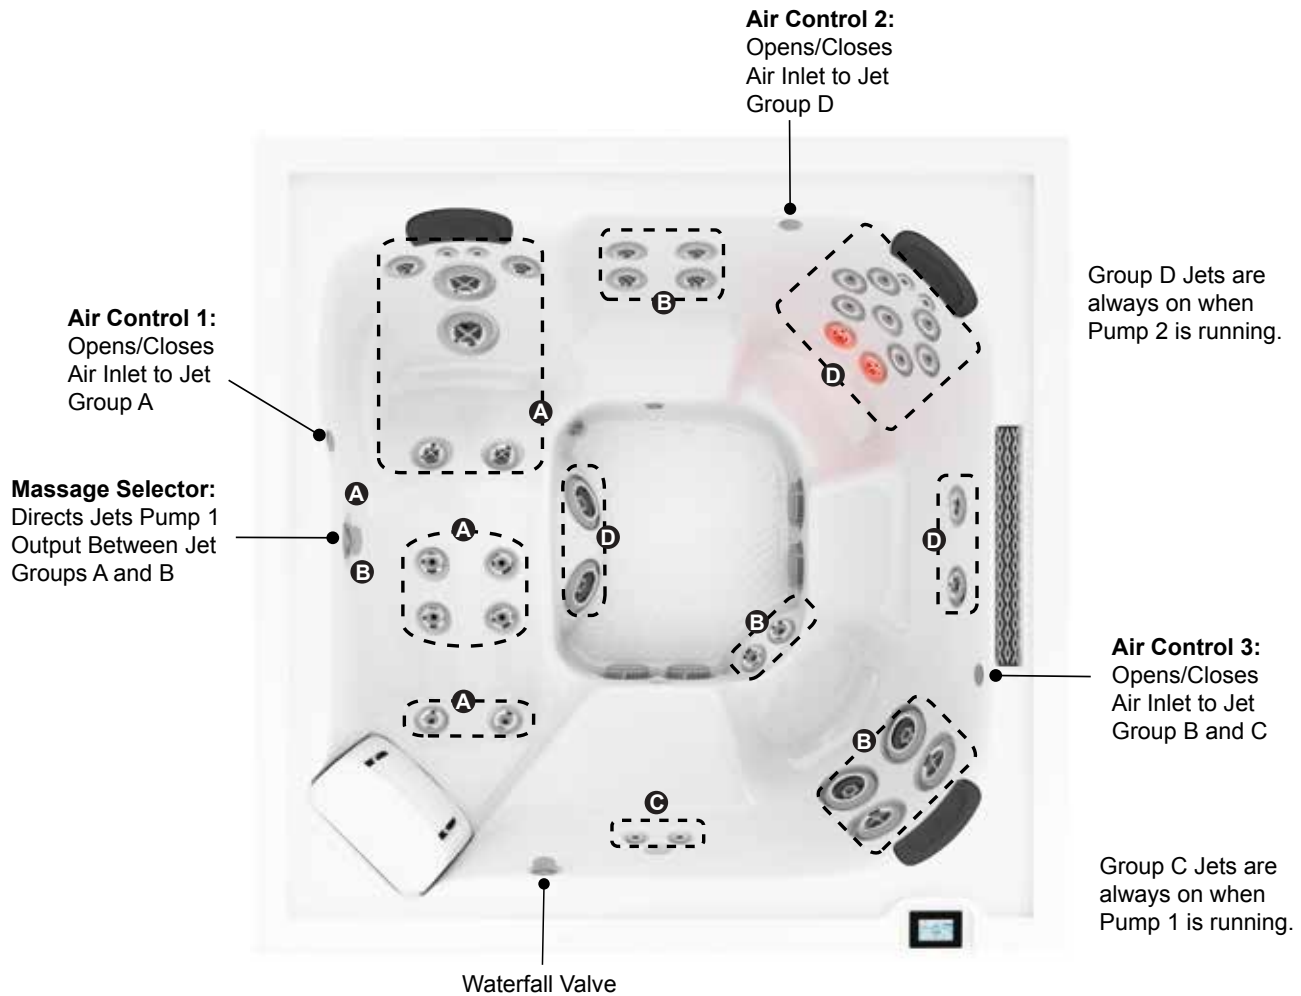 Air Control 2:
Opens/Closes
Air Inlet to Jet
Group D
Group D Jets are
always on when
Pump 2 is running.
Air Control 1:
Opens/Closes
Air Inlet to Jet
Group A
Massage Selector:
Directs Jets Pump 1
Output Between Jet
Groups A and B
B
D
A
A
A
B
D
D
B
A
B
C
Air Control 3:
Opens/Closes
Air Inlet to Jet
Group B and C
Group C Jets are
always on when
Pump 1 is running.
Waterfall Valve